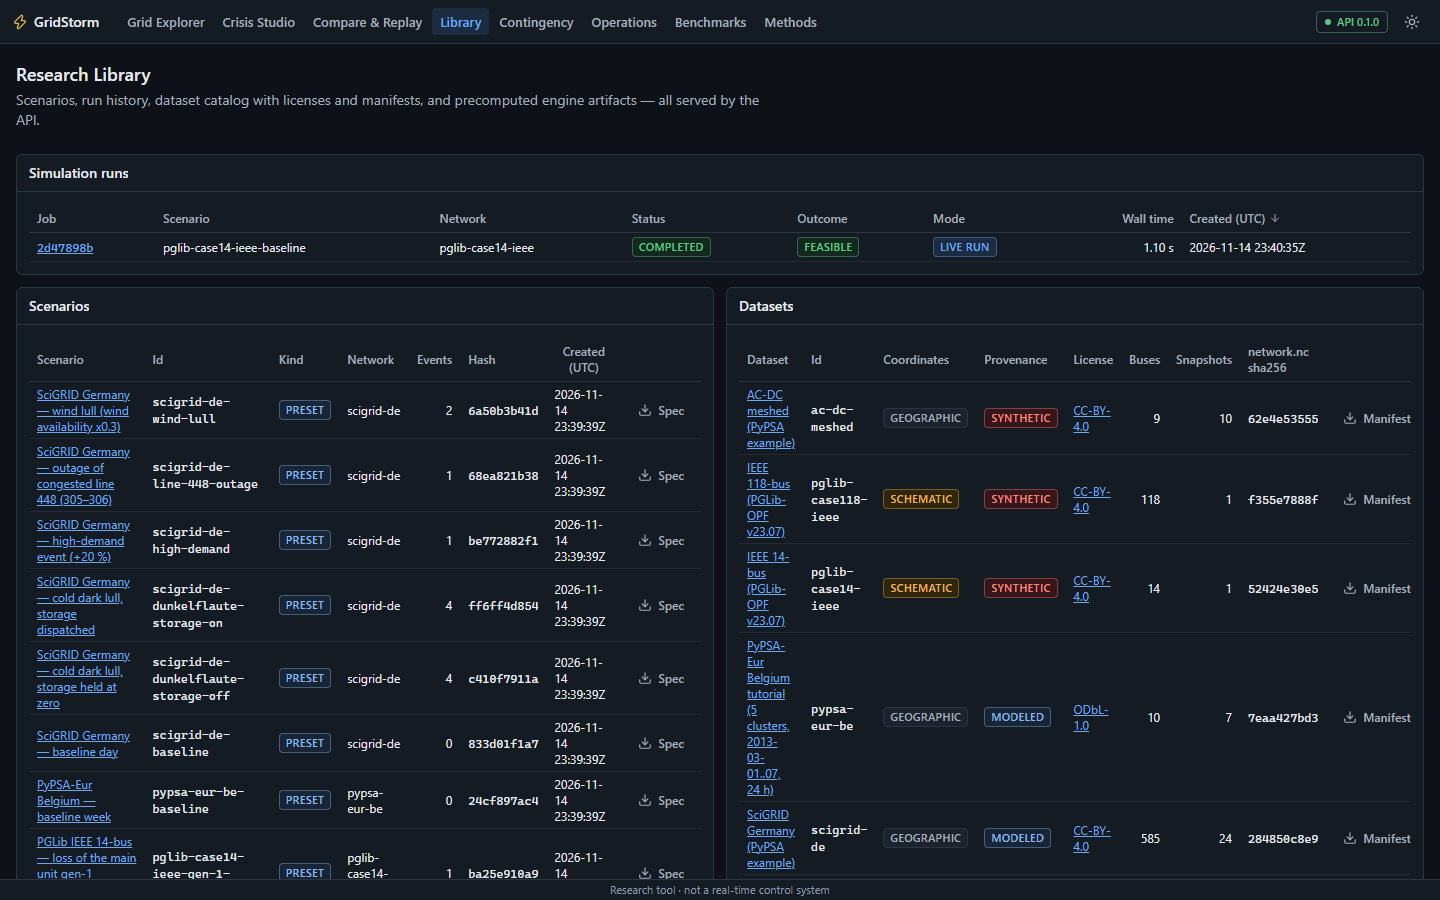 GridStorm
Grid Explorer
Crisis Studio
Compare & Replay
Library
Contingency
Operations
Benchmarks
Methods
API 0.1.0
Research Library
Scenarios, run history, dataset catalog with licenses and manifests, and precomputed engine artifacts — all served by the
API.
Simulation runs
Job Scenario Network Status Outcome Mode Wall time Created (UTC) ↓
2d47898b pglib-case14-ieee-baseline pglib-case14-ieee COMPLETED FEASIBLE LIVE RUN 1.10 s 2026-11-14 23:40:35Z
Scenarios
Scenario Id Kind Network Events Hash Created
(UTC)
SciGRID Germany
— wind lull (wind
availability x0.3)
scigrid-de-
wind-lull
PRESET
scigrid-de
2
6a50b3b41d
2026-11-
14
23:39:39Z
Spec
SciGRID Germany
— outage of
congested line
448 (305–306)
scigrid-de-
line-448-outage
PRESET
scigrid-de
1
68ea821b38
2026-11-
14
23:39:39Z
Spec
SciGRID Germany
— high-demand
event (+20 %)
scigrid-de-
high-demand
PRESET
scigrid-de
1
be772882f1
2026-11-
14
23:39:39Z
Spec
SciGRID Germany
— cold dark lull,
storage
dispatched
scigrid-de-
dunkelflaute-
storage-on
PRESET
scigrid-de
4
ff6ff4d854
2026-11-
14
23:39:39Z
Spec
SciGRID Germany
— cold dark lull,
storage held at
zero
scigrid-de-
dunkelflaute-
storage-off
PRESET
scigrid-de
4
c410f7911a
2026-11-
14
23:39:39Z
Spec
SciGRID Germany
— baseline day
scigrid-de-
baseline
PRESET
scigrid-de
0
833d01f1a7
2026-11-
14
23:39:39Z
Spec
PyPSA-Eur
Belgium —
baseline week
pypsa-eur-be-
baseline
PRESET
pypsa-
eur-be
0
24cf897ac4
2026-11-
14
23:39:39Z
Spec
PGLib IEEE 14-bus
— loss of the main
unit gen-1
pglib-case14-
ieee-gen-1-
PRESET
pglib-
case14-
1
ba25e910a9
2026-11-
14
Spec
Datasets
Dataset Id Coordinates Provenance License Buses Snapshots network.nc
sha256
AC-DC
meshed
(PyPSA
example)
ac-dc-
meshed
GEOGRAPHIC
SYNTHETIC
CC-BY-
4.0
9
10
62e4e53555
Manifest
IEEE
118-bus
(PGLib-
OPF
v23.07)
pglib-
case118-
ieee
SCHEMATIC
SYNTHETIC
CC-BY-
4.0
118
1
f355e7888f
Manifest
IEEE 14-
bus
(PGLib-
OPF
v23.07)
pglib-
case14-
ieee
SCHEMATIC
SYNTHETIC
CC-BY-
4.0
14
1
52424e30e5
Manifest
PyPSA-
Eur
Belgium
tutorial
(5
clusters,
2013-
03-
01..07,
24 h)
pypsa-
eur-be
GEOGRAPHIC
MODELED
ODbL-
1.0
10
7
7eaa427bd3
Manifest
SciGRID
Germany
(PyPSA
example)
scigrid-
de
GEOGRAPHIC
MODELED
CC-BY-
4.0
585
24
284850c8e9
Manifest
Research tool · not a real-time control system